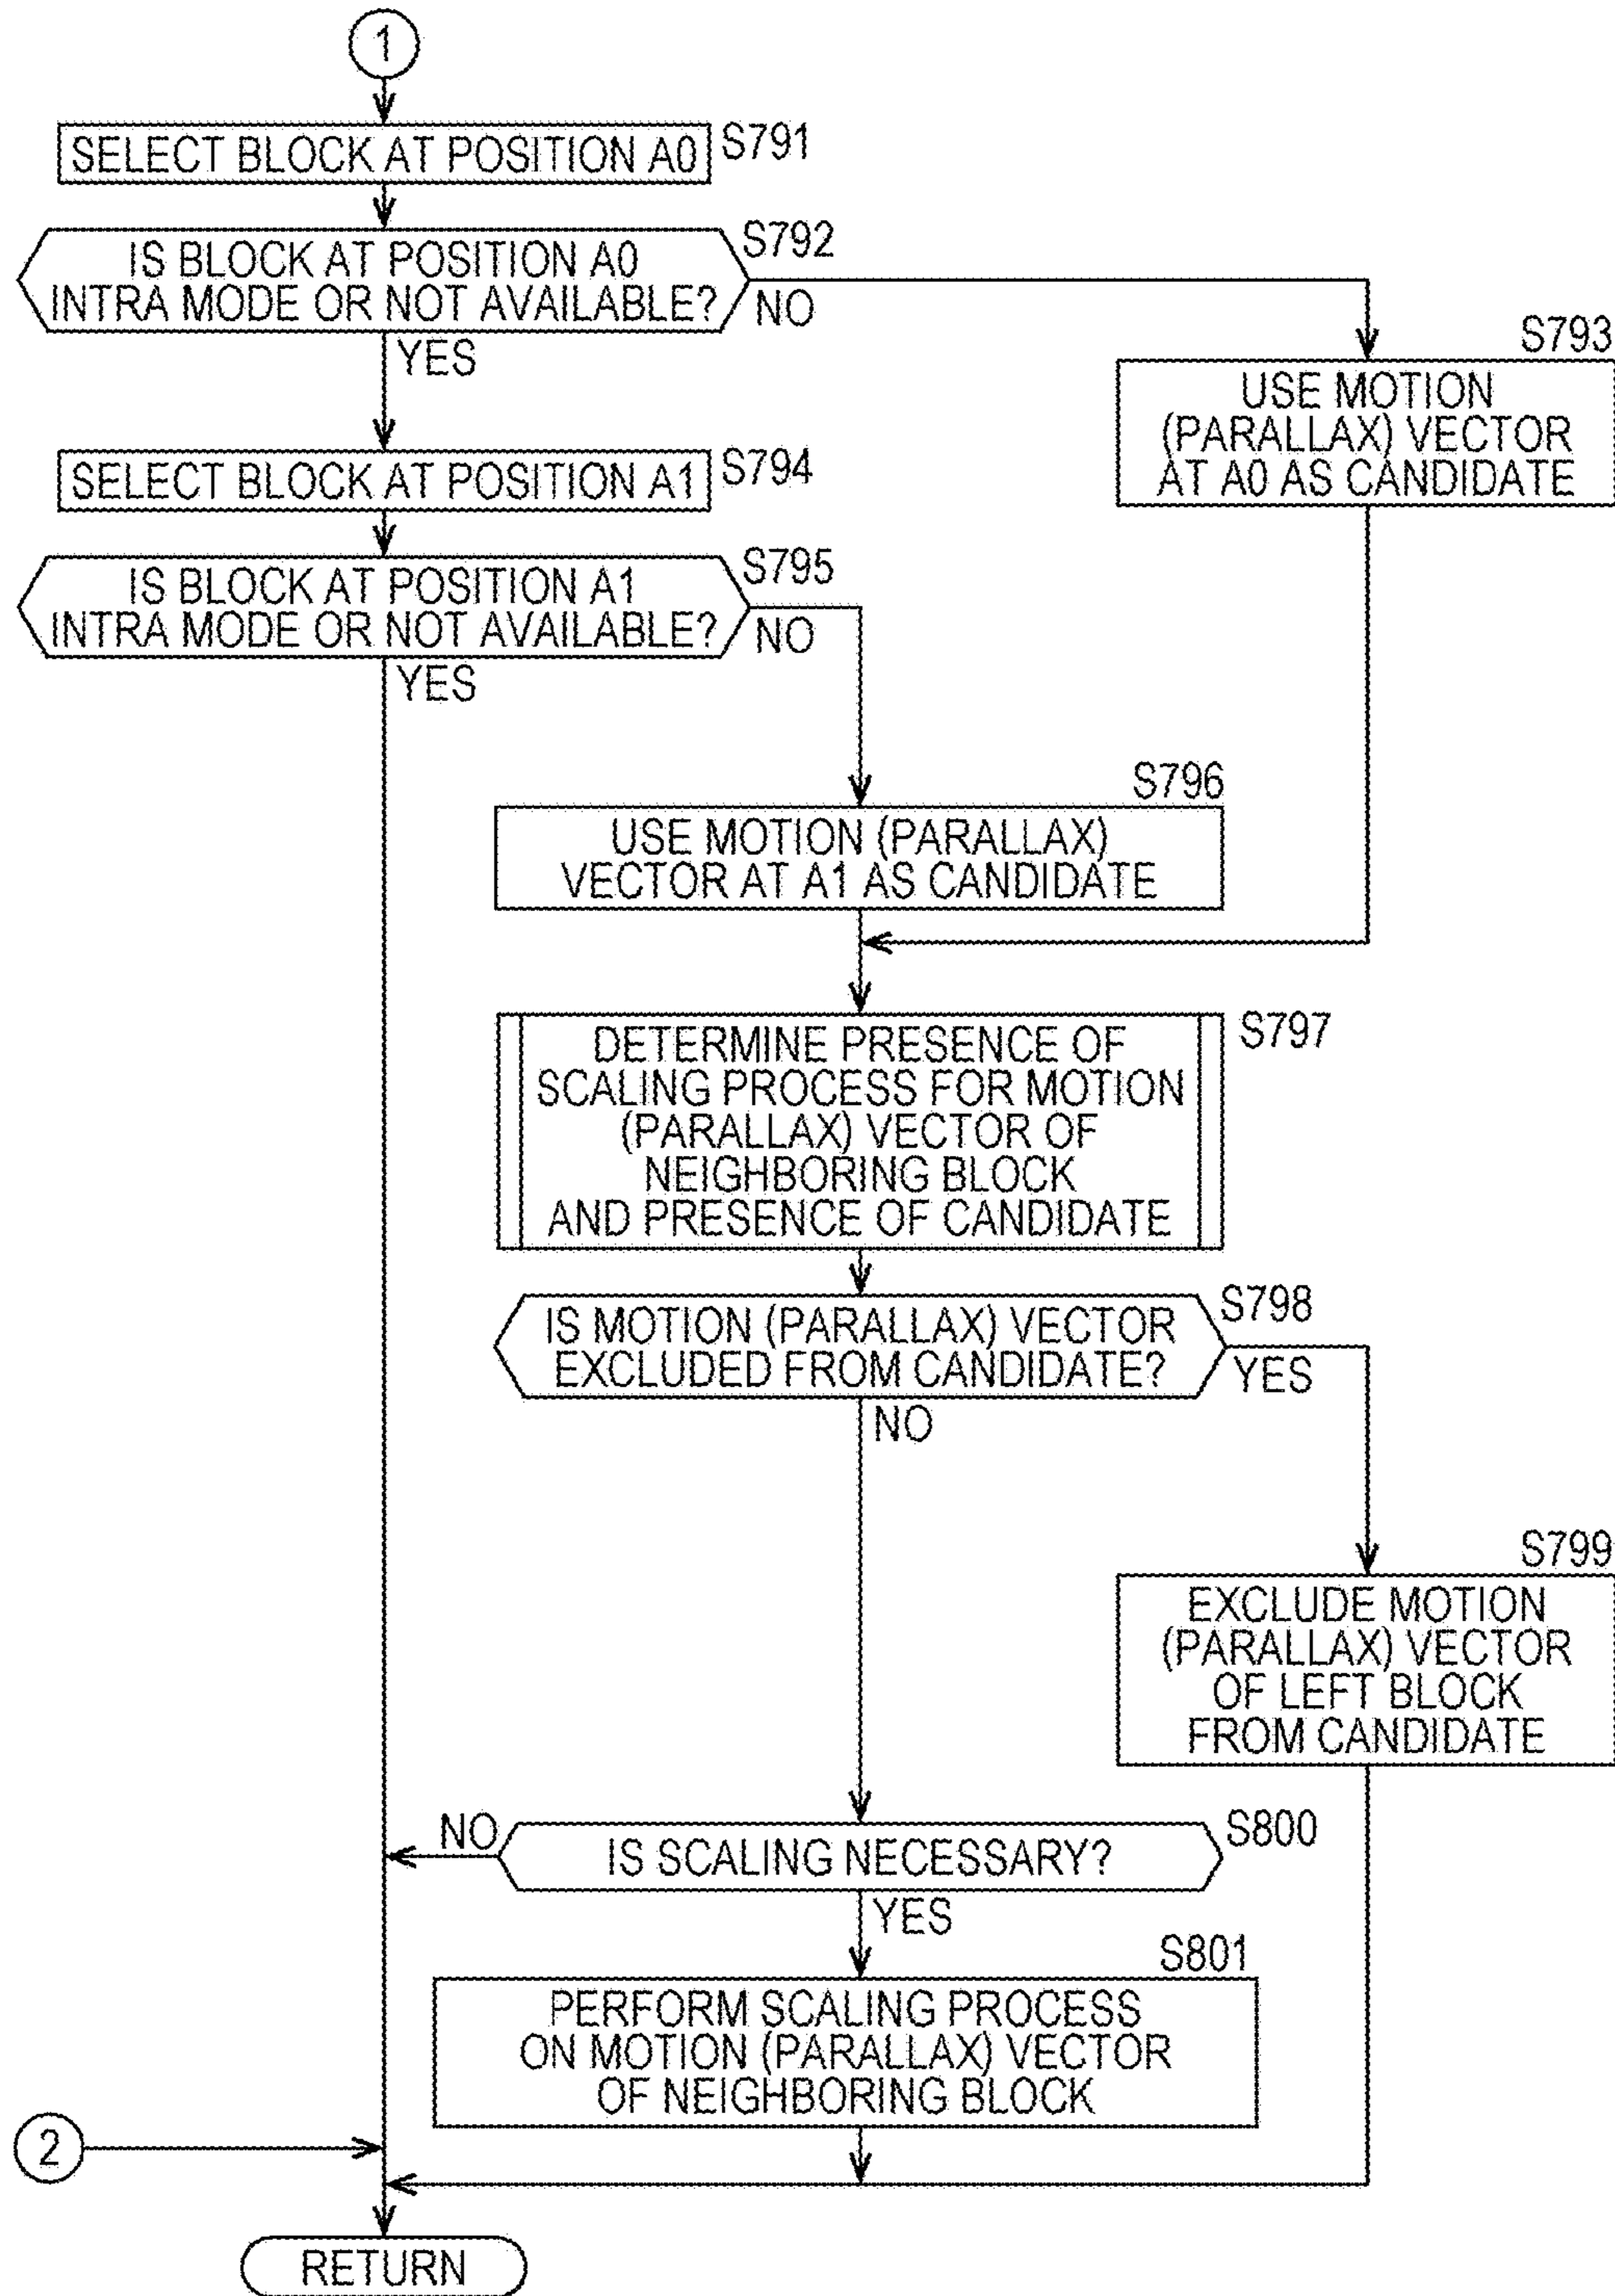 1
SELECT BLOCK AT POSITION A0
S791
IS BLOCK AT POSITION A0
INTRA MODE OR NOT AVAILABLE?
S792
NO
YES
S793
USE MOTION
(PARALLAX) VECTOR
AT A0 AS CANDIDATE
SELECT BLOCK AT POSITION A1
S794
IS BLOCK AT POSITION A1
INTRA MODE OR NOT AVAILABLE?
S795
NO
YES
S796
USE MOTION (PARALLAX)
VECTOR AT A1 AS CANDIDATE
DETERMINE PRESENCE OF
SCALING PROCESS FOR MOTION
(PARALLAX) VECTOR OF
NEIGHBORING BLOCK
AND PRESENCE OF CANDIDATE
S797
IS MOTION (PARALLAX) VECTOR
EXCLUDED FROM CANDIDATE?
S798
YES
NO
S799
EXCLUDE MOTION
(PARALLAX) VECTOR
OF LEFT BLOCK
FROM CANDIDATE
NO
IS SCALING NECESSARY?
S800
YES
S801
PERFORM SCALING PROCESS
ON MOTION (PARALLAX) VECTOR
OF NEIGHBORING BLOCK
2
RETURN